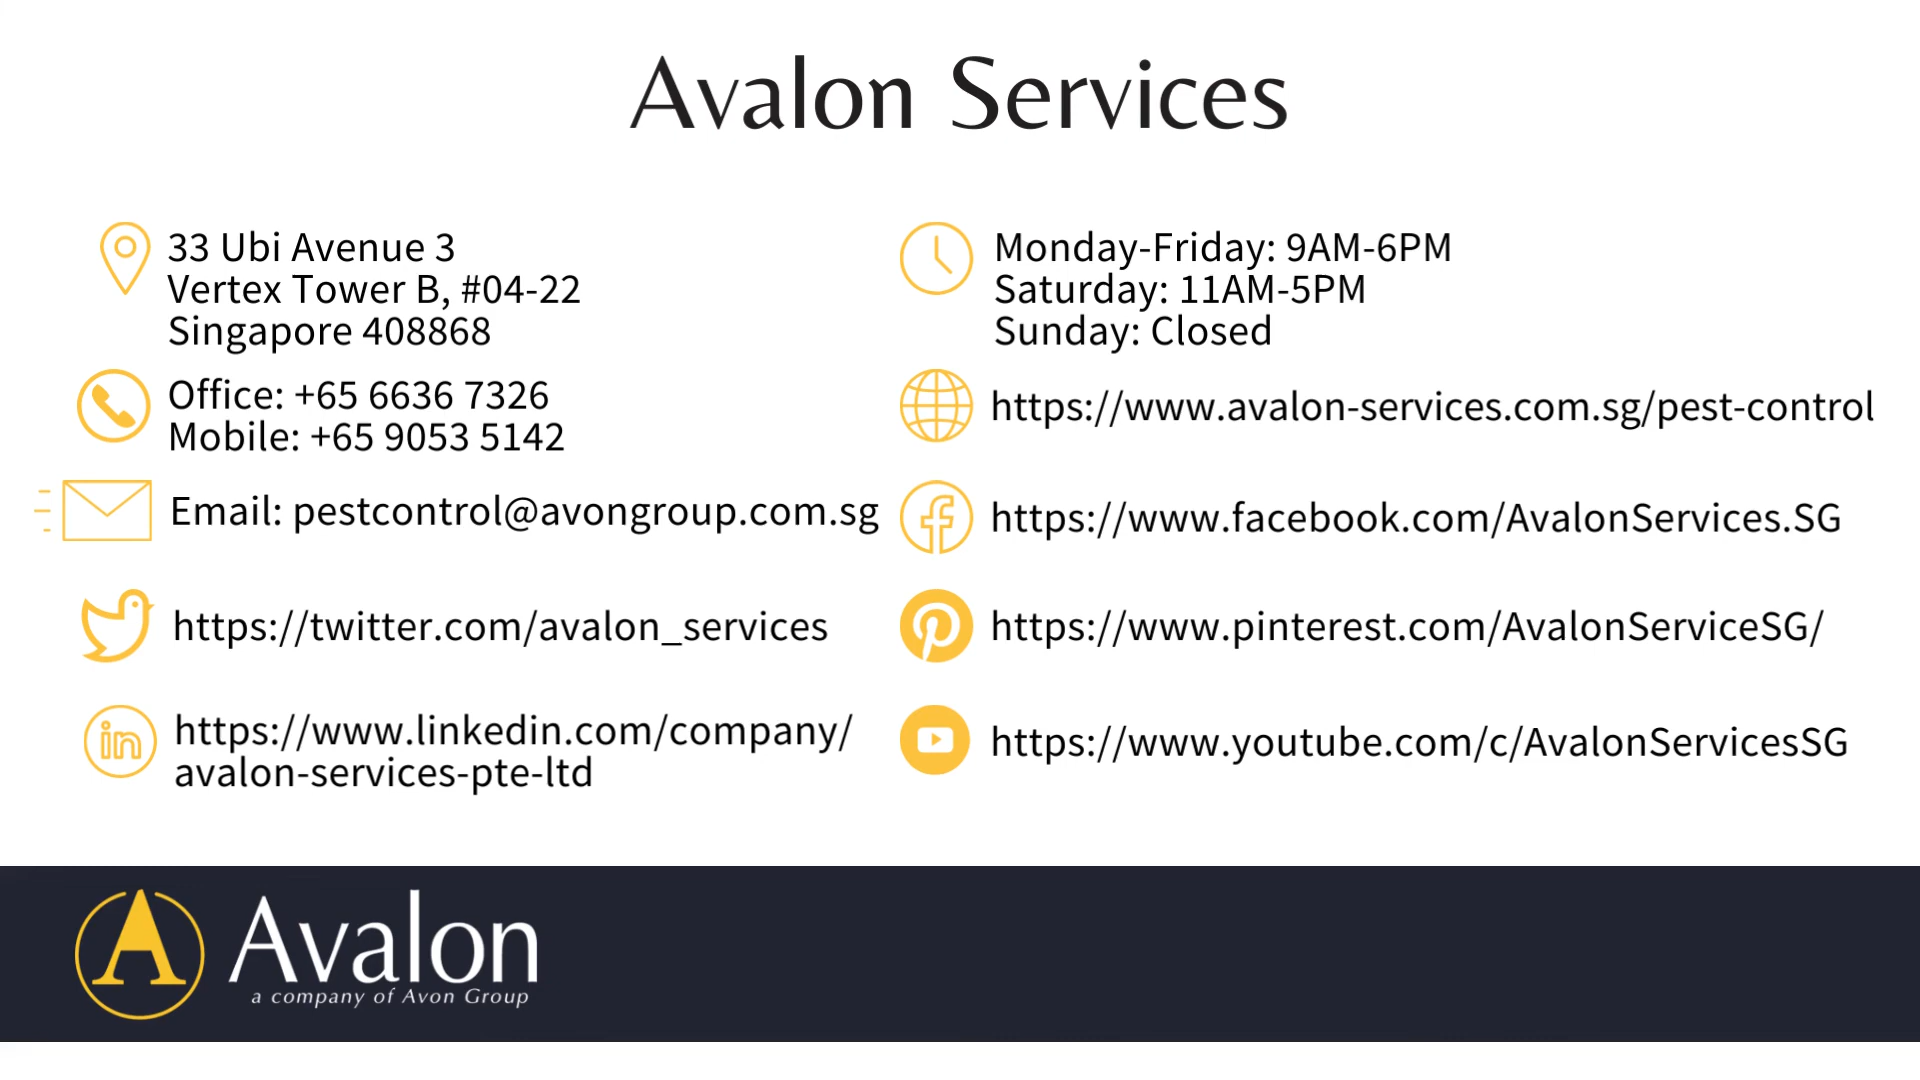 Avalon Services
33 Ubi Avenue 3
Vertex Tower B, #04-22
Singapore 408868
Office: +65 6636 7326
Mobile: +65 9053 5142
Email: pestcontrol@avongroup.com.sg
https://twitter.com/avalon_services
https://www.linkedin.com/company/
avalon-services-pte-ltd
Monday-Friday: 9AM-6PM
Saturday: 11AM-5PM
Sunday: Closed
https://www.avalon-services.com.sg/pest-control
https://www.facebook.com/AvalonServices.SG
https://www.pinterest.com/AvalonServiceSG/
https://www.youtube.com/c/AvalonServicesSG
A Avalon
a company of Avon Group